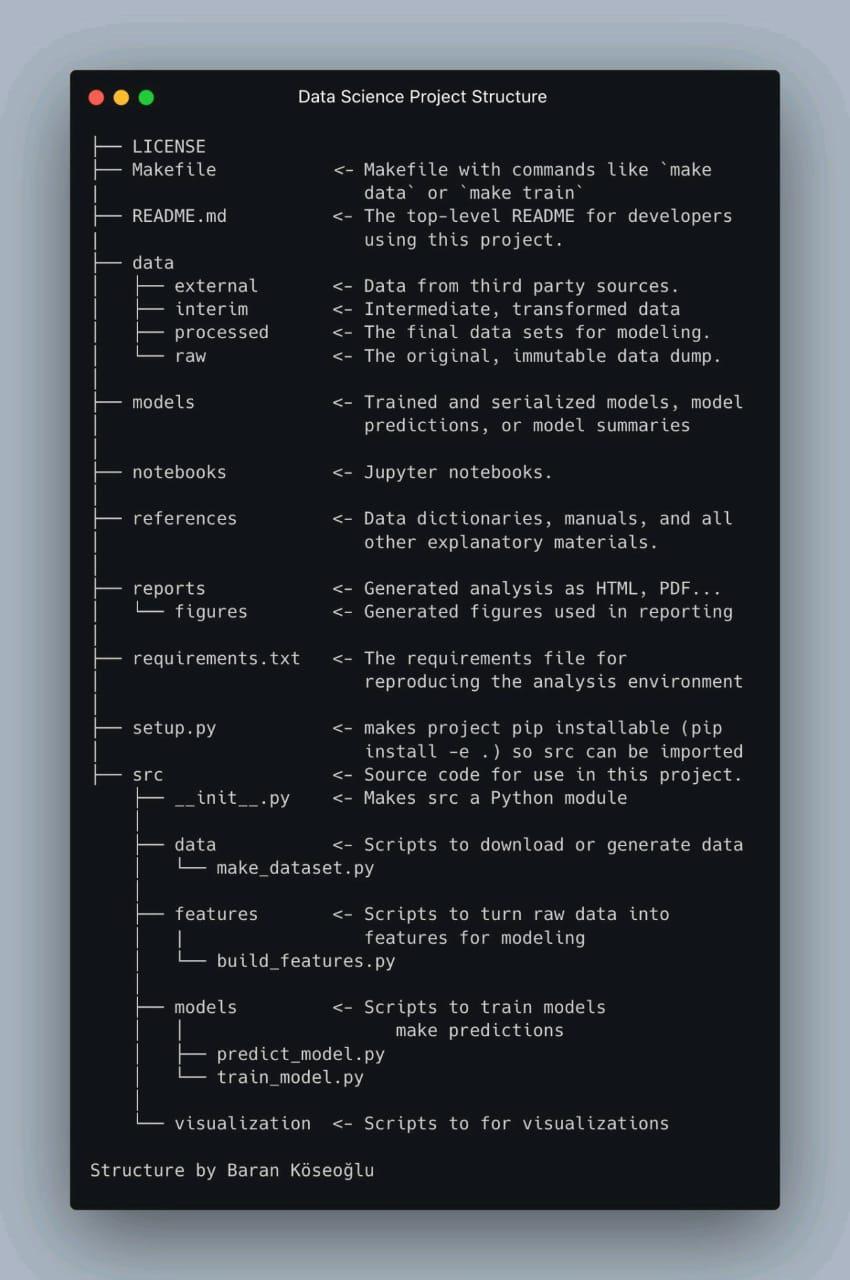 Data Science Project Structure
├── LICENSE
├── Makefile           <- Makefile with commands like `make
│                         data` or `make train`
├── README.md          <- The top-level README for developers
│                         using this project.
├── data
│   ├── external       <- Data from third party sources.
│   ├── interim        <- Intermediate, transformed data
│   ├── processed      <- The final data sets for modeling.
│   └── raw            <- The original, immutable data dump.
│
├── models             <- Trained and serialized models, model
│                         predictions, or model summaries
│
├── notebooks          <- Jupyter notebooks.
│
├── references         <- Data dictionaries, manuals, and all
│                         other explanatory materials.
│
├── reports            <- Generated analysis as HTML, PDF...
│   └── figures        <- Generated figures used in reporting
│
├── requirements.txt   <- The requirements file for
│                         reproducing the analysis environment
│
├── setup.py           <- makes project pip installable (pip
│                         install -e .) so src can be imported
├── src                <- Source code for use in this project.
    ├── __init__.py    <- Makes src a Python module
    │
    ├── data           <- Scripts to download or generate data
    │   └── make_dataset.py
    │
    ├── features       <- Scripts to turn raw data into
    │   |                 features for modeling
    │   └── build_features.py
    │
    ├── models         <- Scripts to train models
    │   │                    make predictions
    │   ├── predict_model.py
    │   └── train_model.py
    │
    └── visualization  <- Scripts to for visualizations

Structure by Baran Köseoğlu